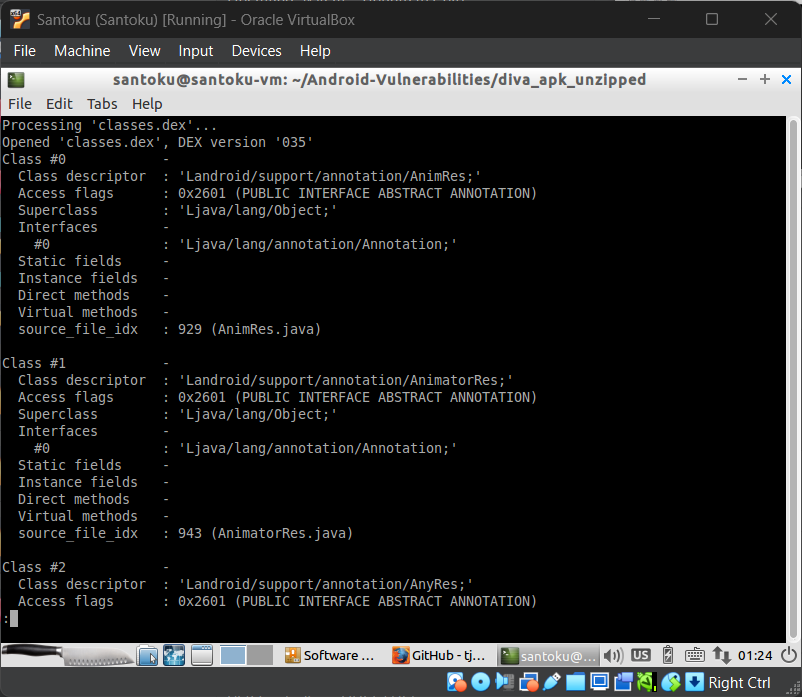 Santoku (Santoku) [Running] - Oracle VirtualBox
File Machine View Input Devices Help
santoku@santoku-vm: ~/Android-Vulnerabilities/diva_apk_unzipped
File Edit Tabs Help
Processing 'classes.dex'...
Opened 'classes.dex', DEX version '035'
Class #0 -
Class descriptor : 'Landroid/support/annotation/AnimRes;'
Access flags : 0x2601 (PUBLIC INTERFACE ABSTRACT ANNOTATION)
Superclass : 'Ljava/lang/Object;'
Interfaces -
#0 : 'Ljava/lang/annotation/Annotation;'
Static fields -
Instance fields -
Direct methods -
Virtual methods -
source_file_idx : 929 (AnimRes.java)
Class #1 -
Class descriptor : 'Landroid/support/annotation/AnimatorRes;'
Access flags : 0x2601 (PUBLIC INTERFACE ABSTRACT ANNOTATION)
Superclass : 'Ljava/lang/Object;'
Interfaces -
#0 : 'Ljava/lang/annotation/Annotation;'
Static fields -
Instance fields -
Direct methods -
Virtual methods -
source_file_idx : 943 (AnimatorRes.java)
Class #2 -
Class descriptor : 'Landroid/support/annotation/AnyRes;'
Access flags : 0x2601 (PUBLIC INTERFACE ABSTRACT ANNOTATION)
:
Software ... GitHub - tj... santoku@... US 01:24
Right Ctrl